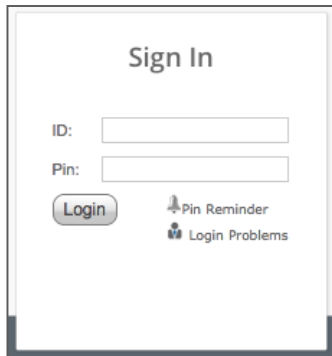 Sign In
ID:
Pin:
Login
Pin Reminder
Login Problems